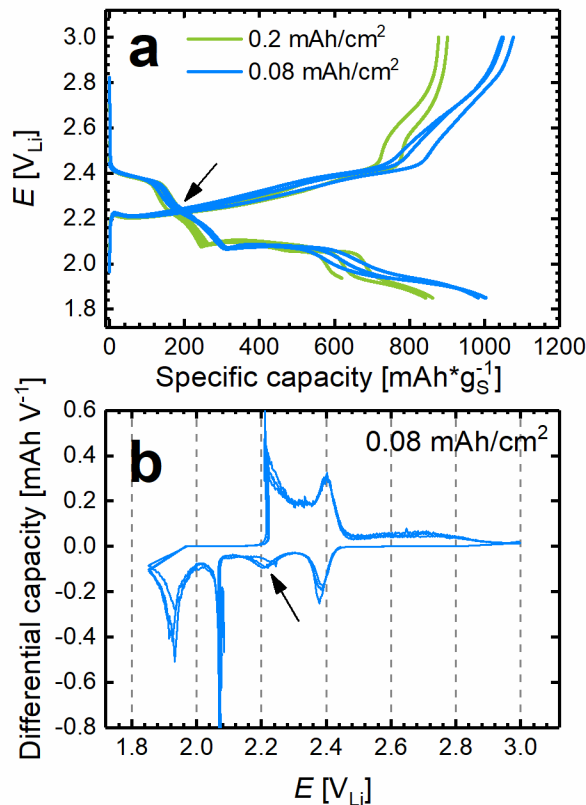 a
0.2 mAh/cm²
0.08 mAh/cm²
E [V_Li]
3.0
2.8
2.6
2.4
2.2
2.0
1.8
0 200 400 600 800 1000 1200
Specific capacity [mAh*g_S⁻¹]
b
0.08 mAh/cm²
Differential capacity [mAh V⁻¹]
0.6
0.4
0.2
0.0
-0.2
-0.4
-0.6
-0.8
1.8 2.0 2.2 2.4 2.6 2.8 3.0
E [V_Li]